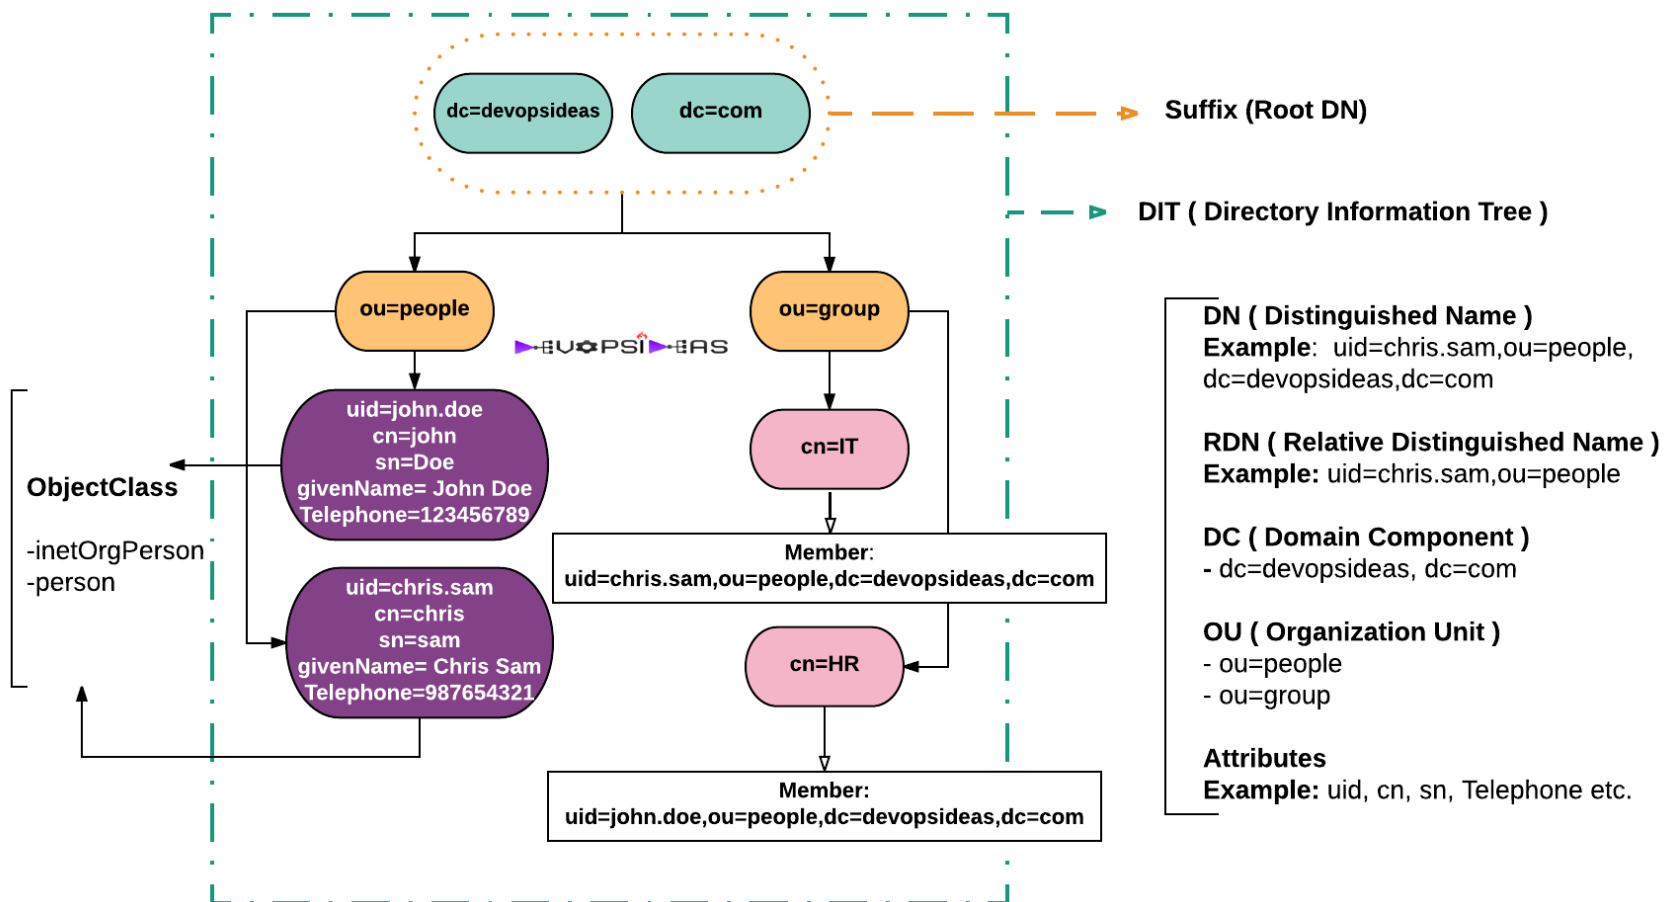 dc=devopsideas
dc=com
Suffix (Root DN)
DIT ( Directory Information Tree )
ou=people
ou=group
DEVOPSIDEAS
uid=john.doe
cn=john
sn=Doe
givenName= John Doe
Telephone=123456789
uid=chris.sam
cn=chris
sn=sam
givenName= Chris Sam
Telephone=987654321
ObjectClass
-inetOrgPerson
-person
cn=IT
Member:
uid=chris.sam,ou=people,dc=devopsideas,dc=com
cn=HR
Member:
uid=john.doe,ou=people,dc=devopsideas,dc=com
DN ( Distinguished Name )
Example:  uid=chris.sam,ou=people,
dc=devopsideas,dc=com
RDN ( Relative Distinguished Name )
Example: uid=chris.sam,ou=people
DC ( Domain Component )
- dc=devopsideas, dc=com
OU ( Organization Unit )
- ou=people
- ou=group
Attributes
Example: uid, cn, sn, Telephone etc.